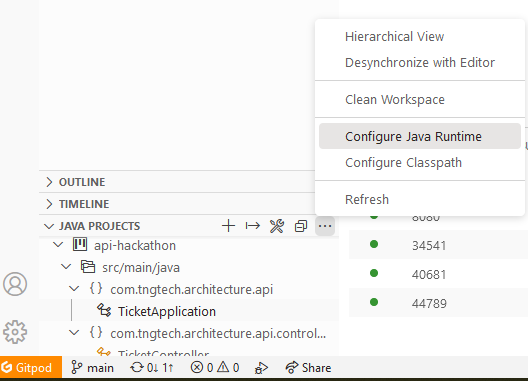 Hierarchical View
Desynchronize with Editor
Clean Workspace
Configure Java Runtime
Configure Classpath
Refresh
8080
34541
40681
44789
OUTLINE
TIMELINE
JAVA PROJECTS
api-hackathon
src/main/java
{} com.tngtech.architecture.api
TicketApplication
{} com.tngtech.architecture.api.control...
TicketController
Gitpod
main
0↓ 1↑
0
0
Share